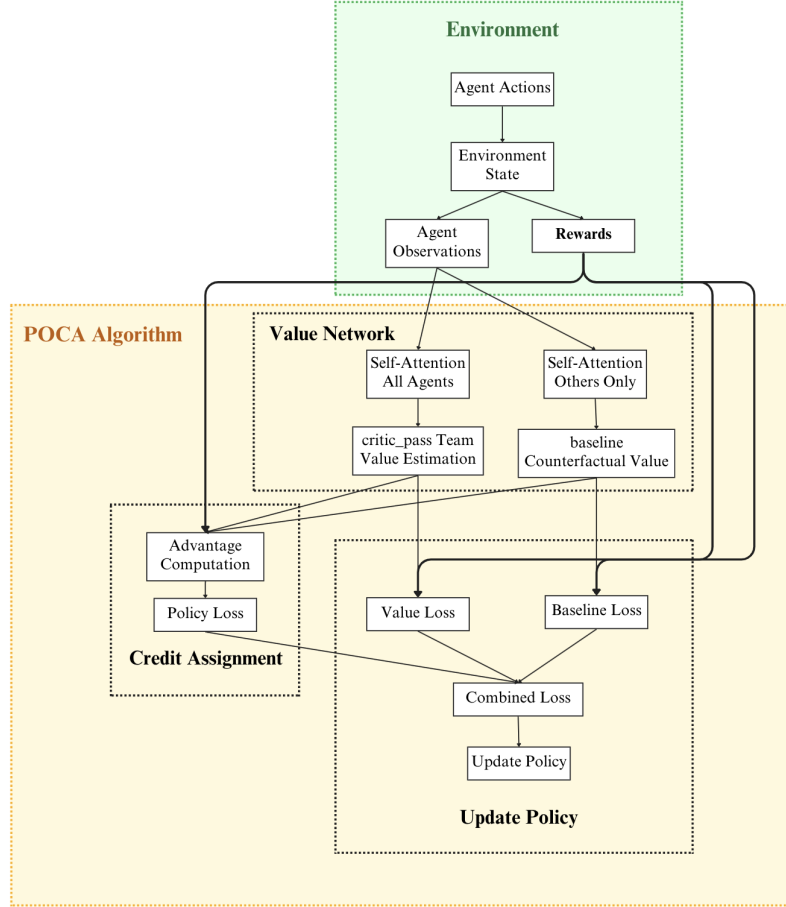 Environment
Agent Actions
Environment
State
Agent
Observations
Rewards
POCA Algorithm
Value Network
Self-Attention
All Agents
Self-Attention
Others Only
critic_pass Team
Value Estimation
baseline
Counterfactual Value
Advantage
Computation
Policy Loss
Credit Assignment
Value Loss
Baseline Loss
Combined Loss
Update Policy
Update Policy